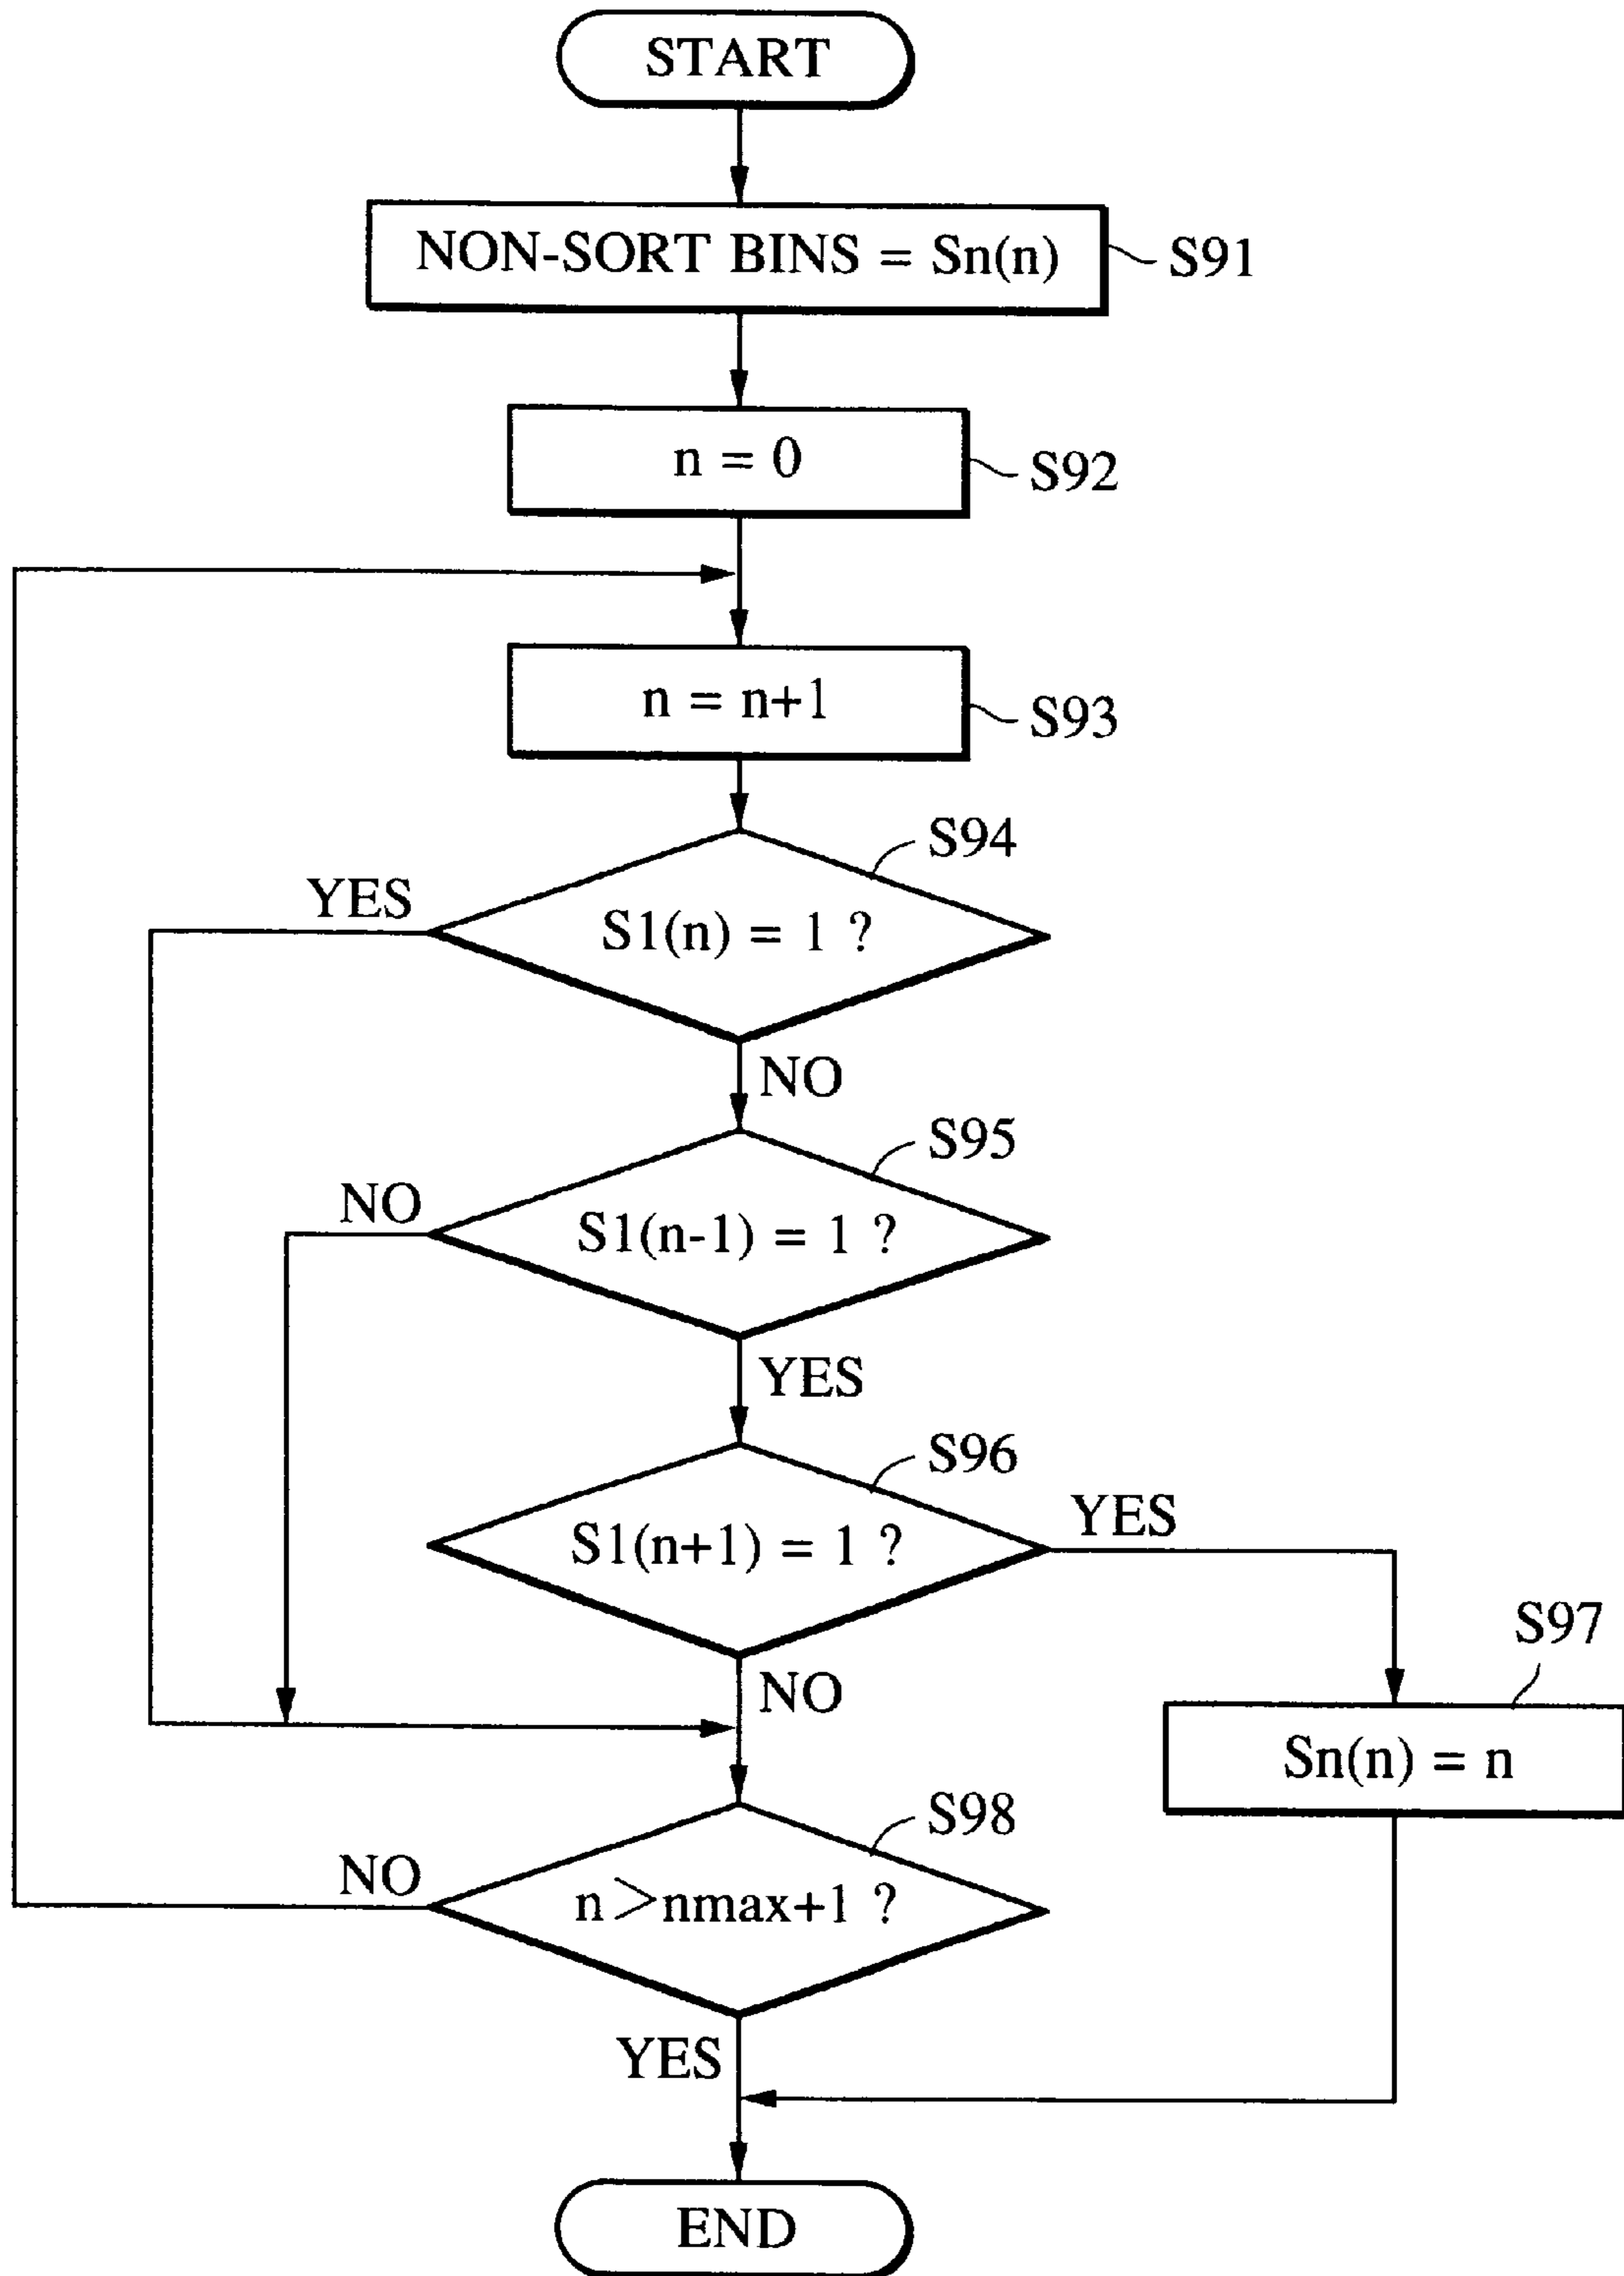 START
NON-SORT BINS = Sn(n)
S91
n = 0
S92
n = n+1
S93
S94
YES
S1(n) = 1 ?
NO
S95
NO
S1(n-1) = 1 ?
YES
S96
S1(n+1) = 1 ?
YES
S97
NO
Sn(n) = n
S98
NO
n>nmax+1 ?
YES
END